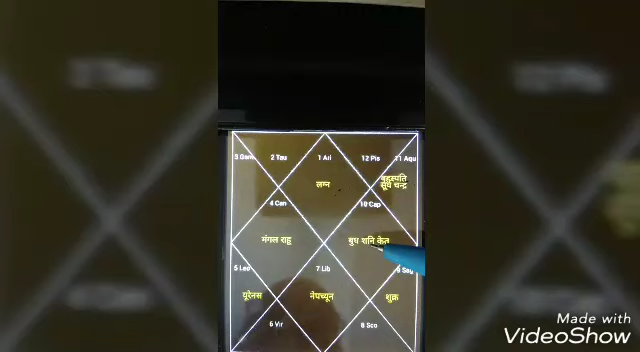 3 Gem 2 Tau 1 Ari 12 Pis 11 Aqu
लग्न
बृहस्पति
सूर्य चन्द्र
4 Can 10 Cap
मंगल राहु बुध शनि केतु
5 Leo 7 Lib 9 Sag
यूरेनस नेपच्यून शुक्र
6 Vir 8 Sco
Made with
VideoShow